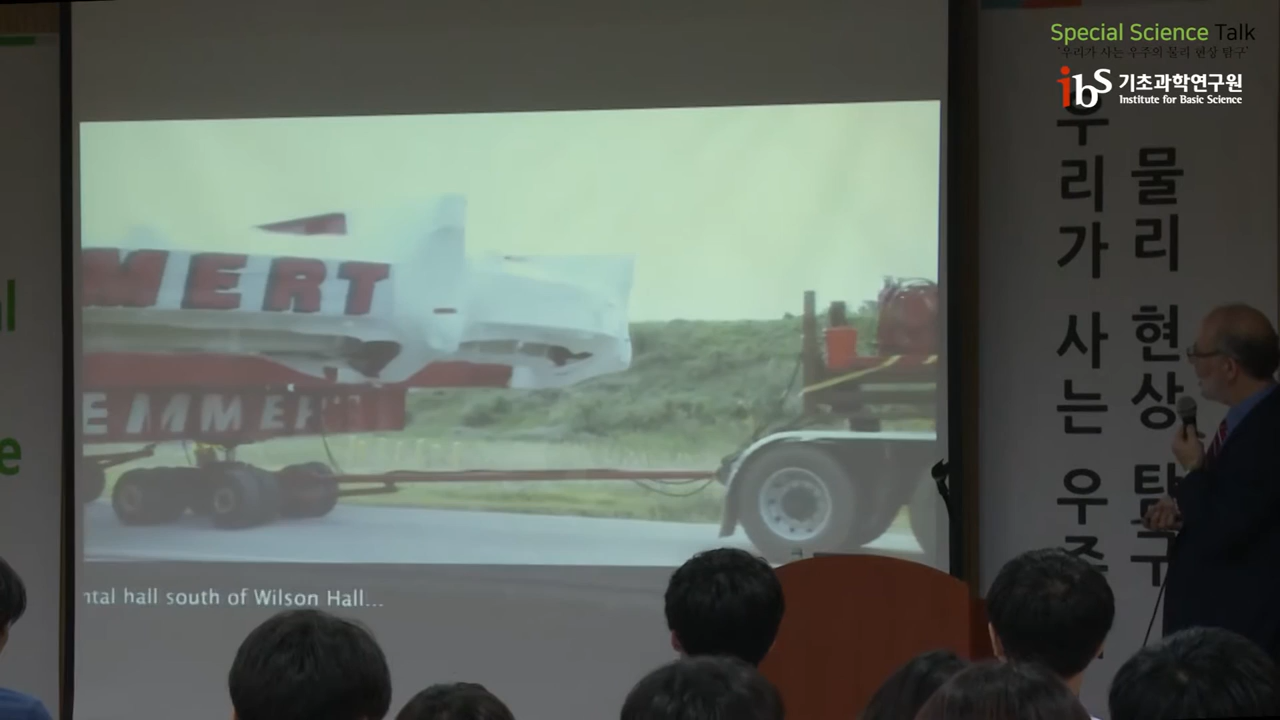 Special Science Talk
'우리가 사는 우주의 물리 현상 탐구'
ibs 기초과학연구원
Institute for Basic Science
우리가 사는 우주
물리 현상 탐구
MERT
EMMERT
ntal hall south of Wilson Hall...
al
e